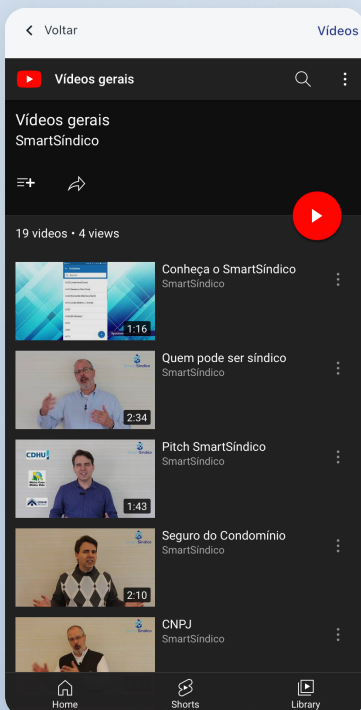 Voltar
Vídeos
Vídeos gerais
Vídeos gerais
SmartSíndico
19 videos • 4 views
1:16
Conheça o SmartSíndico
SmartSíndico
2:34
Quem pode ser síndico
SmartSíndico
CDHU
1:43
Pitch SmartSíndico
SmartSíndico
2:10
Seguro do Condomínio
SmartSíndico
CNPJ
SmartSíndico
Home
Shorts
Library